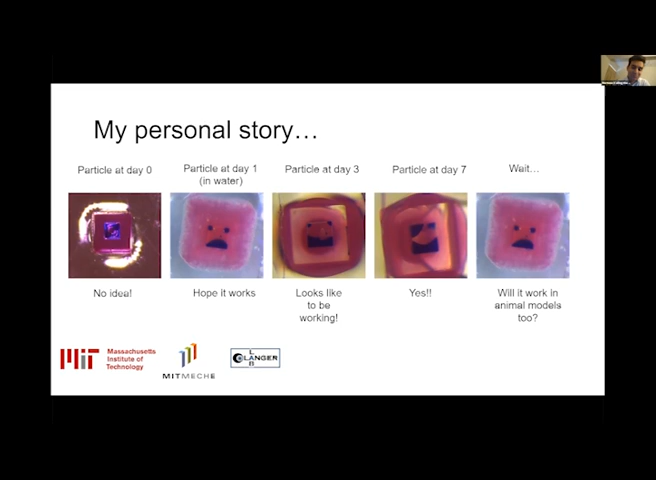 My personal story...
Particle at day 0
Particle at day 1
(in water)
Particle at day 3
Particle at day 7
Wait...
No idea!
Hope it works
Looks like
to be
working!
Yes!!
Will it work in
animal models
too?
MIT
Massachusetts
Institute of
Technology
MITMECHE
LANGER
LAB